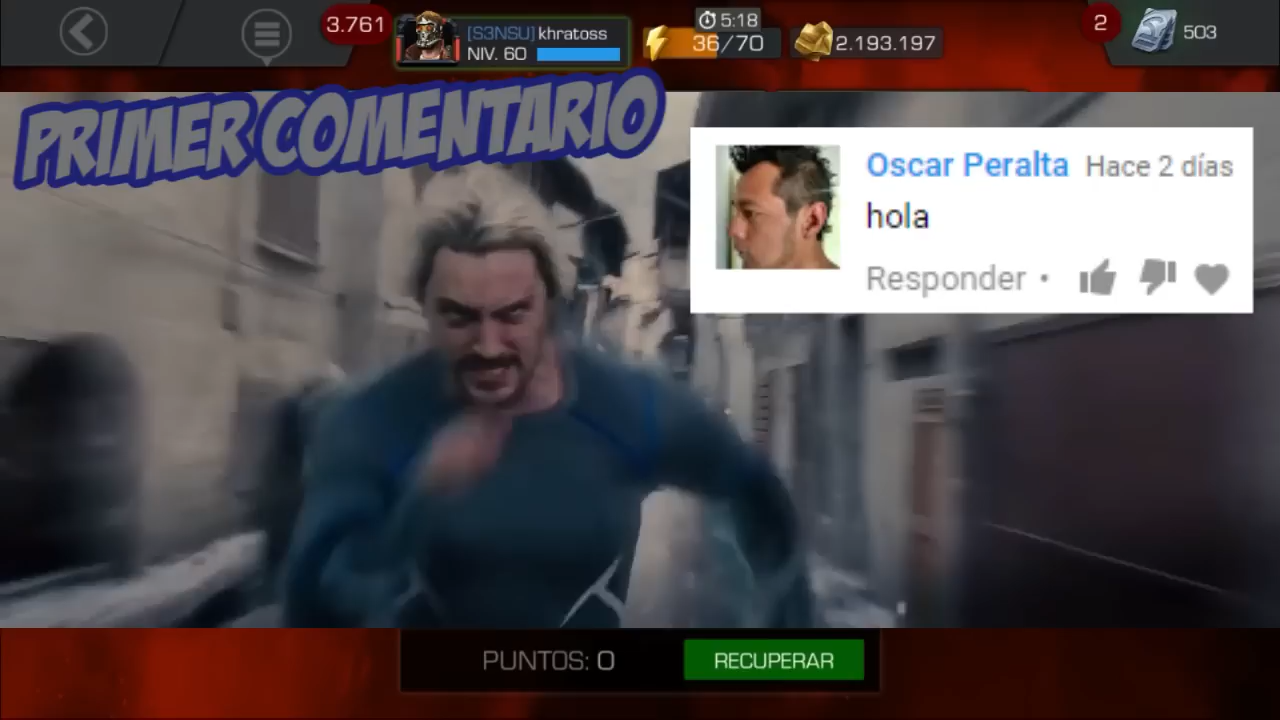 3.761
[S3NSU] khratoss
NIV. 60
5:18
36/70
2.193.197
2
503
PRIMER COMENTARIO
Oscar Peralta Hace 2 días
hola
Responder •
PUNTOS: 0
RECUPERAR